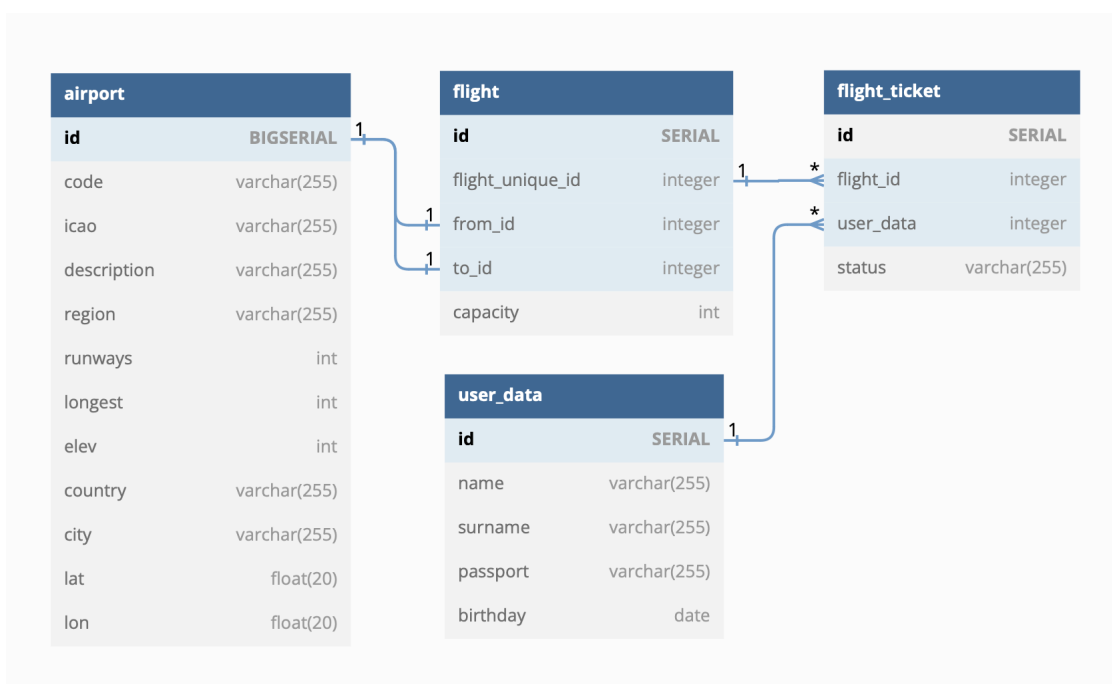 airport
id BIGSERIAL
code varchar(255)
icao varchar(255)
description varchar(255)
region varchar(255)
runways int
longest int
elev int
country varchar(255)
city varchar(255)
lat float(20)
lon float(20)
1
1
1
flight
id SERIAL
flight_unique_id integer
from_id integer
to_id integer
capacity int
1
*
*
flight_ticket
id SERIAL
flight_id integer
user_data integer
status varchar(255)
user_data
id SERIAL
name varchar(255)
surname varchar(255)
passport varchar(255)
birthday date
1